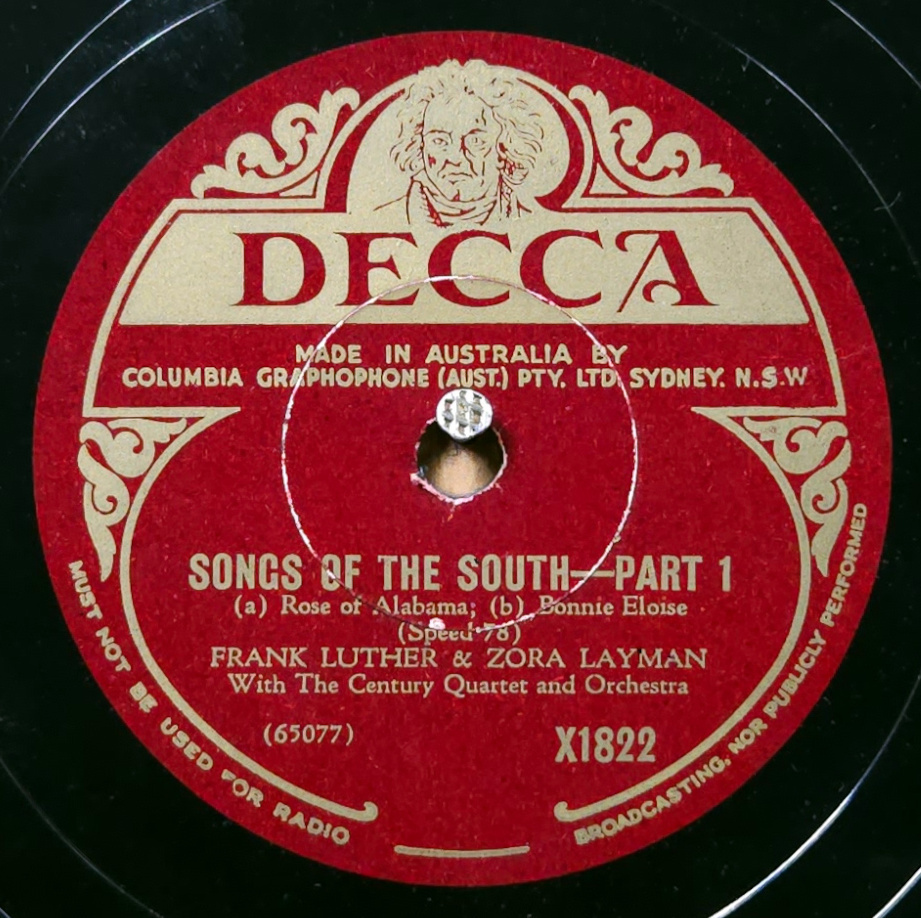 DECCA
MADE IN AUSTRALIA BY
COLUMBIA GRAPHOPHONE (AUST.) PTY. LTD. SYDNEY. N.S.W
SONGS OF THE SOUTH—PART 1
(a) Rose of Alabama; (b) Bonnie Eloise
(Speed 78)
FRANK LUTHER & ZORA LAYMAN
With The Century Quartet and Orchestra
(65077) X1822
MUST NOT BE USED FOR RADIO BROADCASTING, NOR PUBLICLY PERFORMED